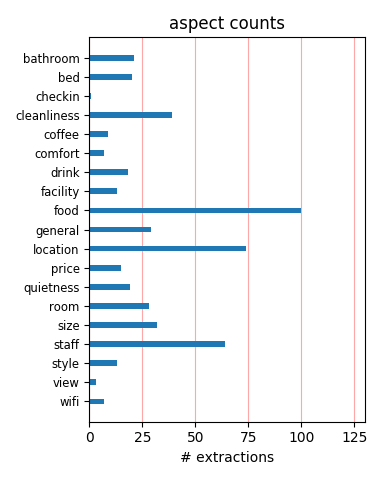 aspect counts
bathroom
bed
checkin
cleanliness
coffee
comfort
drink
facility
food
general
location
price
quietness
room
size
staff
style
view
wifi
0 25 50 75 100 125
# extractions